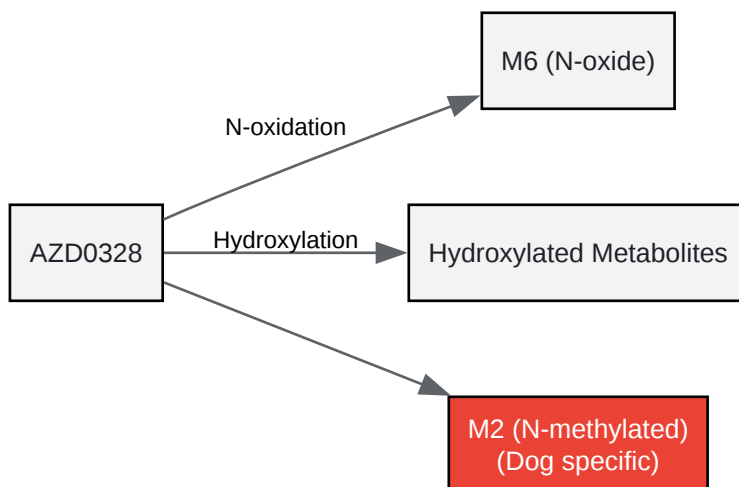 M6 (N-oxide)
N-oxidation
AZD0328
Hydroxylation
Hydroxylated Metabolites
M2 (N-methylated)
(Dog specific)